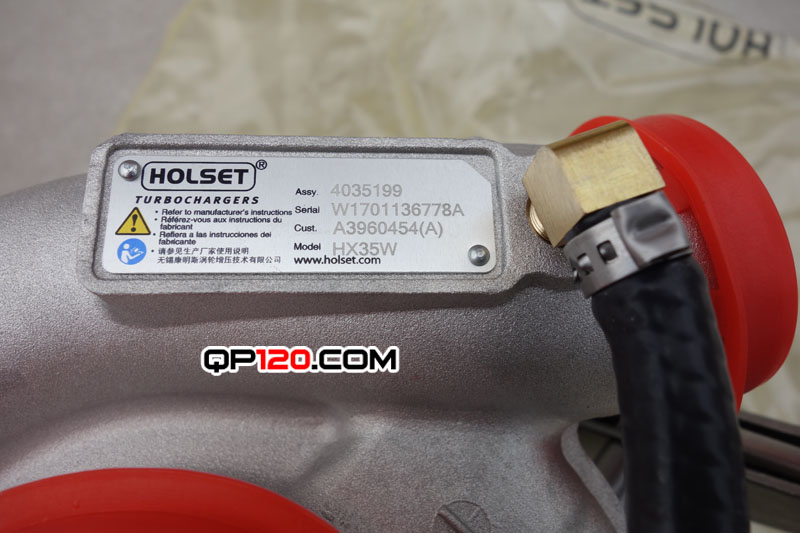 HOLSET
HOLSET®
TURBOCHARGERS
• Refer to manufacturer's instructions
• Référez-vous aux instructions du
fabricant
• Refiera a las instrucciones del
fabeicante
• 请参见生产厂家使用说明
无锡康明斯涡轮增压技术有限公司
Assy. 4035199
Serial W1701136778A
Cust. A3960454(A)
Model HX35W
www.holset.com
QP120.COM